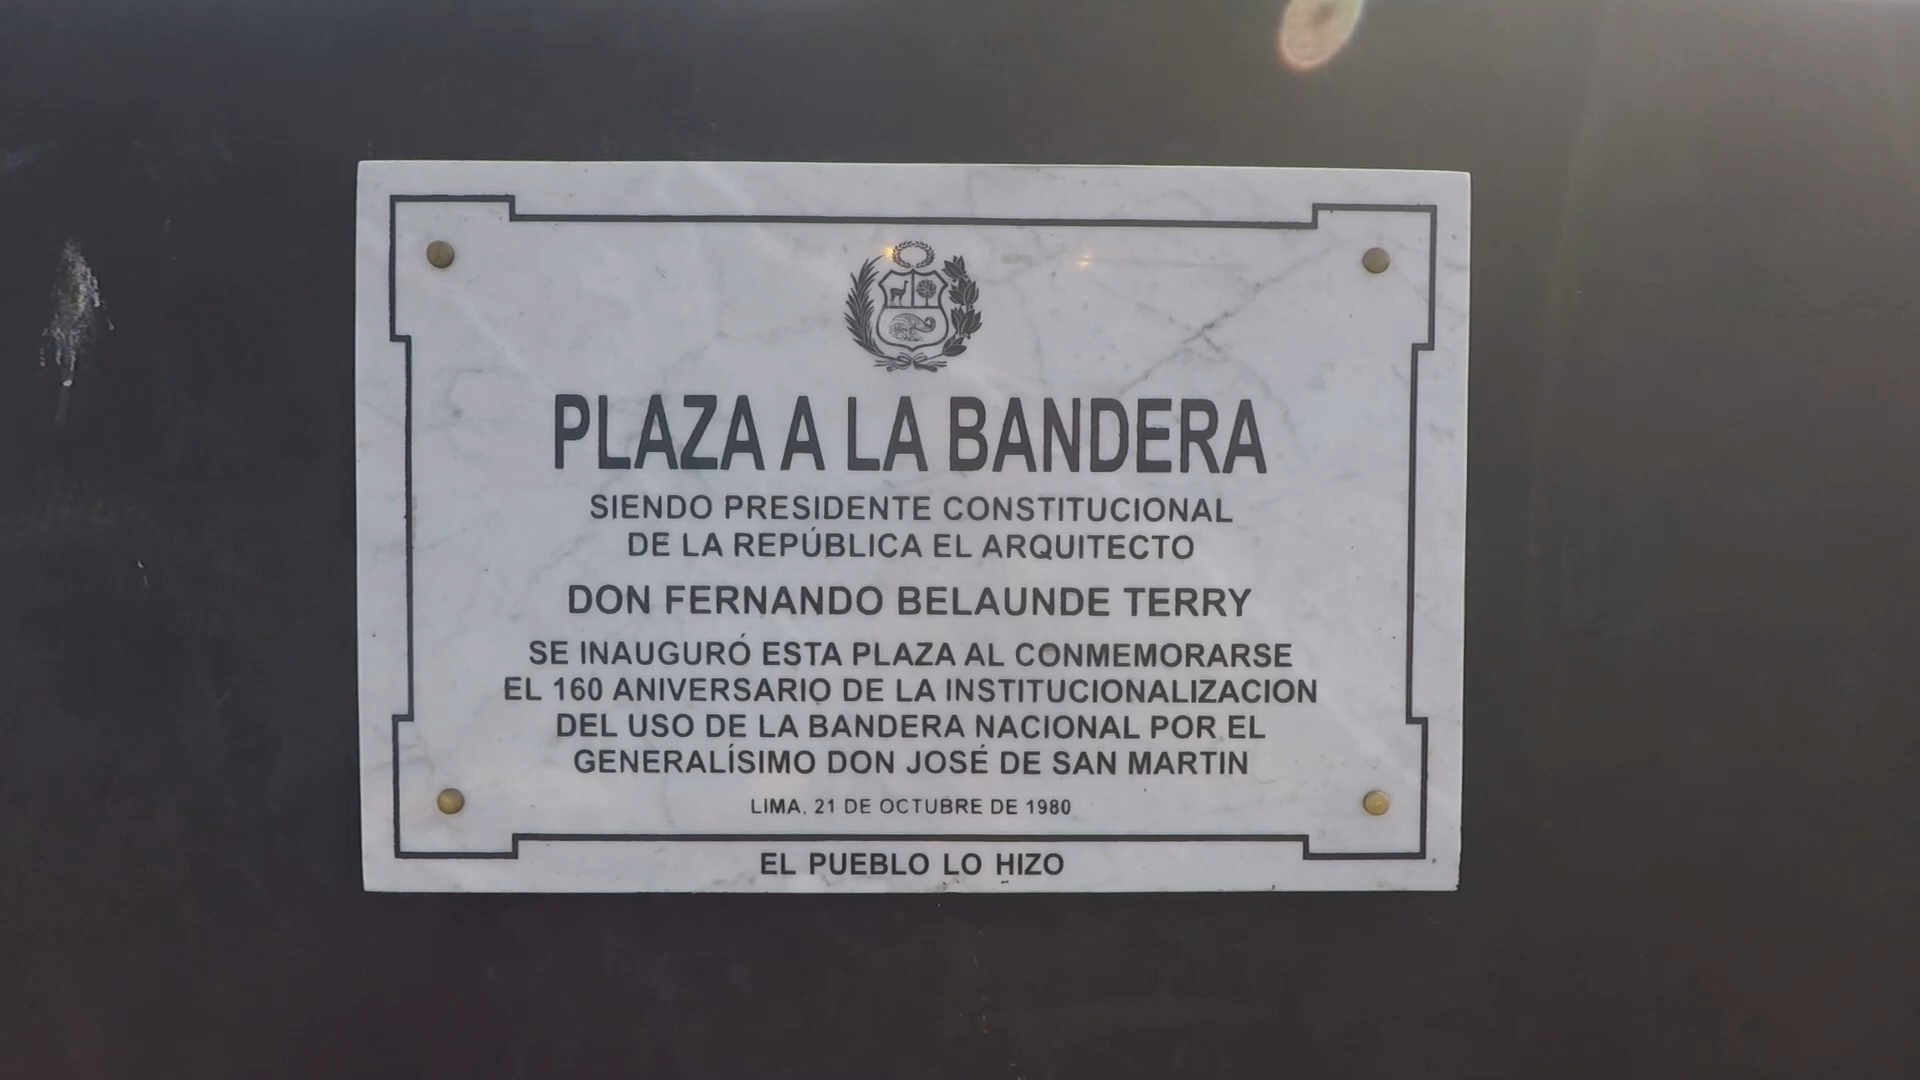 PLAZA A LA BANDERA
SIENDO PRESIDENTE CONSTITUCIONAL
DE LA REPÚBLICA EL ARQUITECTO
DON FERNANDO BELAUNDE TERRY
SE INAUGURÓ ESTA PLAZA AL CONMEMORARSE
EL 160 ANIVERSARIO DE LA INSTITUCIONALIZACION
DEL USO DE LA BANDERA NACIONAL POR EL
GENERALÍSIMO DON JOSÉ DE SAN MARTIN
LIMA, 21 DE OCTUBRE DE 1980
EL PUEBLO LO HIZO